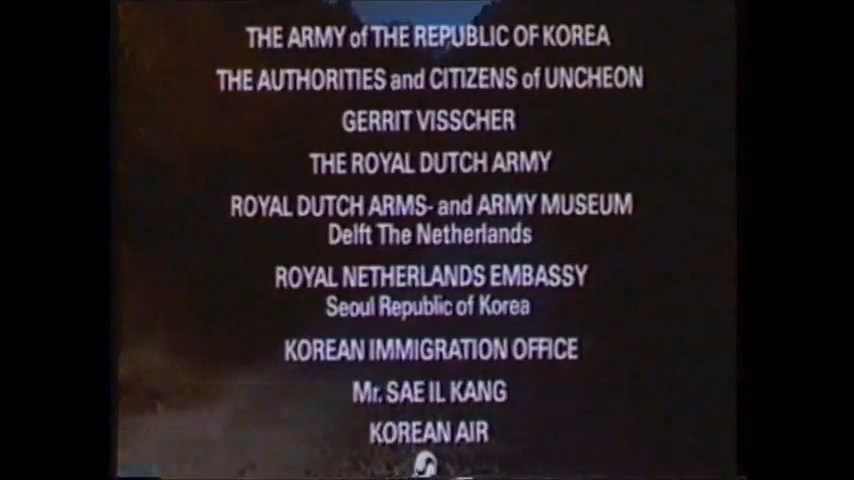 THE ARMY of THE REPUBLIC OF KOREA
THE AUTHORITIES and CITIZENS of UNCHEON
GERRIT VISSCHER
THE ROYAL DUTCH ARMY
ROYAL DUTCH ARMS- and ARMY MUSEUM
Delft The Netherlands
ROYAL NETHERLANDS EMBASSY
Seoul Republic of Korea
KOREAN IMMIGRATION OFFICE
Mr. SAE IL KANG
KOREAN AIR